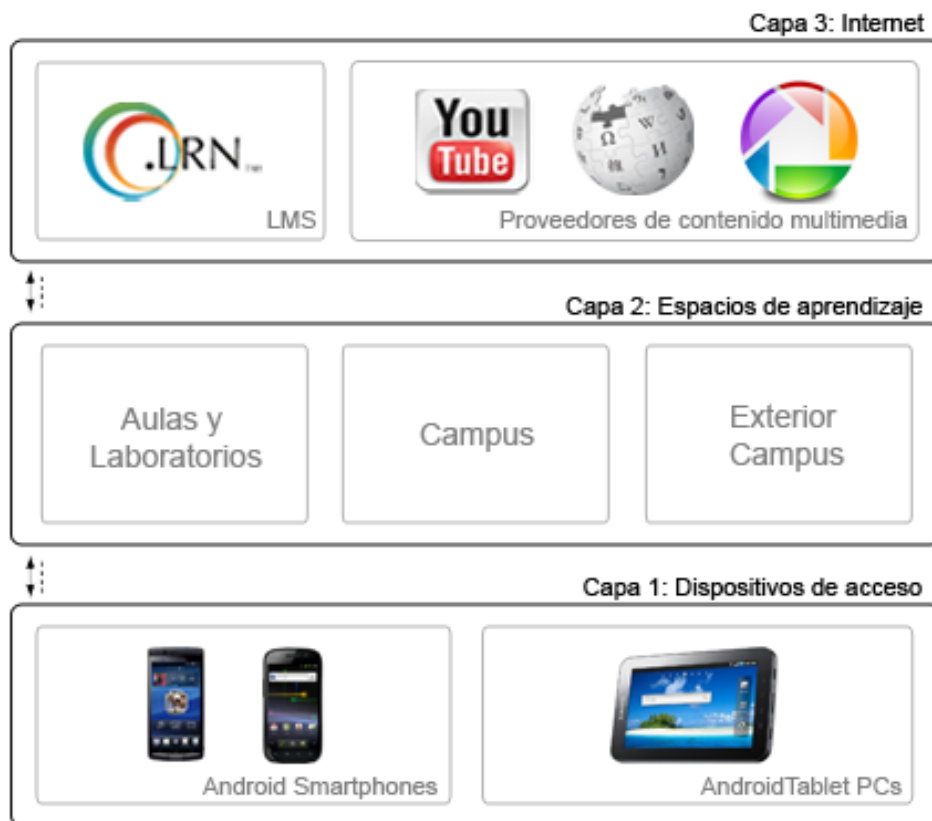 Capa 3: Internet
.LRN
TM
LMS
You
Tube
Ω W И
Proveedores de contenido multimedia
Capa 2: Espacios de aprendizaje
Aulas y
Laboratorios
Campus
Exterior
Campus
Capa 1: Dispositivos de acceso
Android Smartphones
AndroidTablet PCs